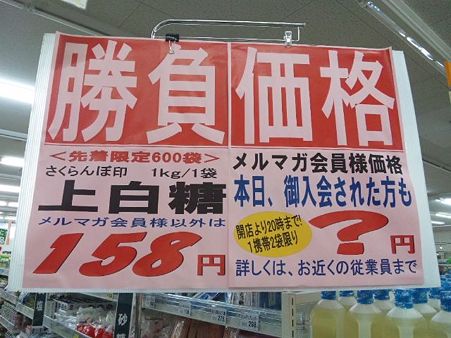 勝負価格
＜先着限定600袋＞
さくらんぼ印 1kg/1袋
上白糖
メルマガ会員様以外は
158円
メルマガ会員様価格
本日、御入会された方も
開店より20時まで!
1携帯2袋限り
?円
詳しくは、お近くの従業員まで
砂糖